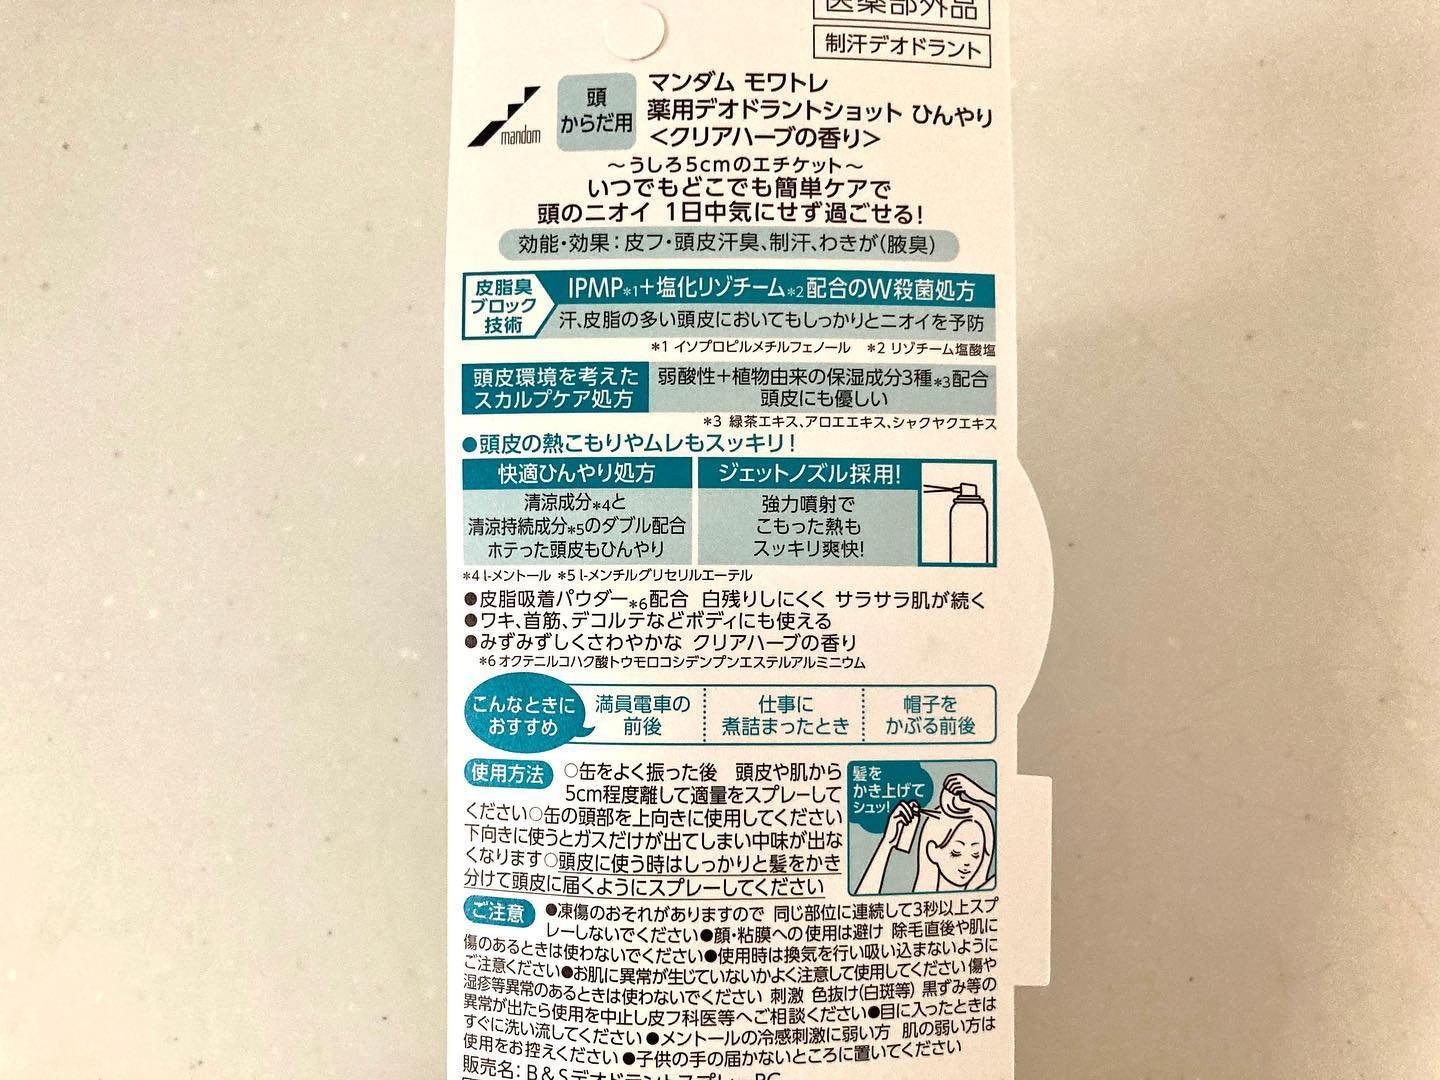 医薬部外品
制汗デオドラント
mandom
頭
からだ用
マンダム モワトレ
薬用デオドラントショット ひんやり
<クリアハーブの香り>
～うしろ5cmのエチケット～
いつでもどこでも簡単ケアで
頭のニオイ 1日中気にせず過ごせる!
効能・効果:皮フ・頭皮汗臭、制汗、わきが(腋臭)
皮脂臭
ブロック
技術
IPMP*1+塩化リゾチーム*2配合のW殺菌処方
汗、皮脂の多い頭皮においてもしっかりとニオイを予防
*1 イソプロピルメチルフェノール *2 リゾチーム塩酸塩
頭皮環境を考えた
スカルプケア処方
弱酸性+植物由来の保湿成分3種*3配合
頭皮にも優しい
*3 緑茶エキス、アロエエキス、シャクヤクエキス
●頭皮の熱こもりやムレもスッキリ!
快適ひんやり処方
清涼成分*4と
清涼持続成分*5のダブル配合
ホテった頭皮もひんやり
ジェットノズル採用!
強力噴射で
こもった熱も
スッキリ爽快!
*4 l-メントール *5 l-メンチルグリセリルエーテル
●皮脂吸着パウダー*6配合 白残りしにくく サラサラ肌が続く
●ワキ、首筋、デコルテなどボディにも使える
●みずみずしくさわやかな クリアハーブの香り
*6 オクテニルコハク酸トウモロコシデンプンエステルアルミニウム
こんなときに
おすすめ
満員電車の
前後
仕事に
煮詰まったとき
帽子を
かぶる前後
使用方法
○缶をよく振った後 頭皮や肌から
5cm程度離して適量をスプレーして
ください○缶の頭部を上向きに使用してください
下向きに使うとガスだけが出てしまい中味が出な
くなります○頭皮に使う時はしっかりと髪をかき
分けて頭皮に届くようにスプレーしてください
髪を
かき上げて
シュッ!
ご注意
●凍傷のおそれがありますので 同じ部位に連続して3秒以上スプ
レーしないでください●顔・粘膜への使用は避け 除毛直後や肌に
傷のあるときは使わないでください●使用時は換気を行い吸い込まないように
ご注意ください●お肌に異常が生じていないかよく注意して使用してください 傷や
湿疹等異常のあるときは使わないでください 刺激 色抜け(白斑等) 黒ずみ等の
異常が出たら使用を中止し皮フ科医等へご相談ください●目に入ったときは
すぐに洗い流してください●メントールの冷感刺激に弱い方 肌の弱い方は
使用をお控えください●子供の手の届かないところに置いてください
販売名:B&Sデオドラントスプレー